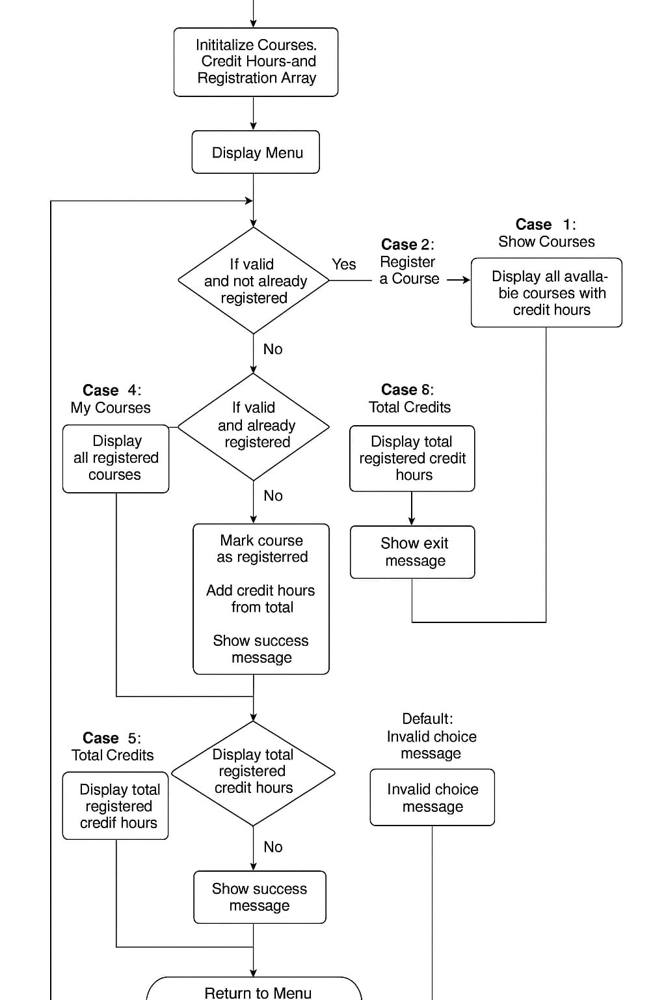 Inititalize Courses.
Credit Hours-and
Registration Array
Display Menu
If valid
and not already
registered
Yes
Case 2:
Register
a Course
Case 1:
Show Courses
Display all availa-
bie courses with
credit hours
No
Case 4:
My Courses
Display
all registered
courses
If valid
and already
registered
Case 6:
Total Credits
Display total
registered credit
hours
No
Mark course
as registerred
Add credit hours
from total
Show success
message
Show exit
message
Case 5:
Total Credits
Display total
registered
credif hours
Display total
registered
credit hours
Default:
Invalid choice
message
Invalid choice
message
No
Show success
message
Return to Menu